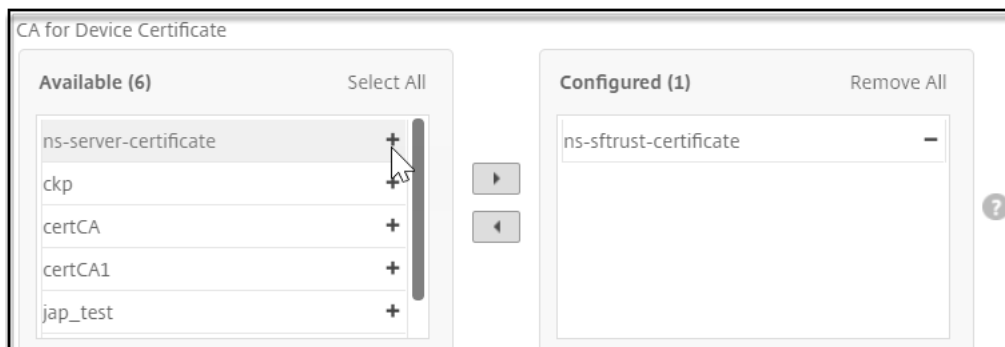 CA for Device Certificate
Available (6) Select All
ns-server-certificate
ckp
certCA
certCA1
jap_test
Configured (1) Remove All
ns-sftrust-certificate
?